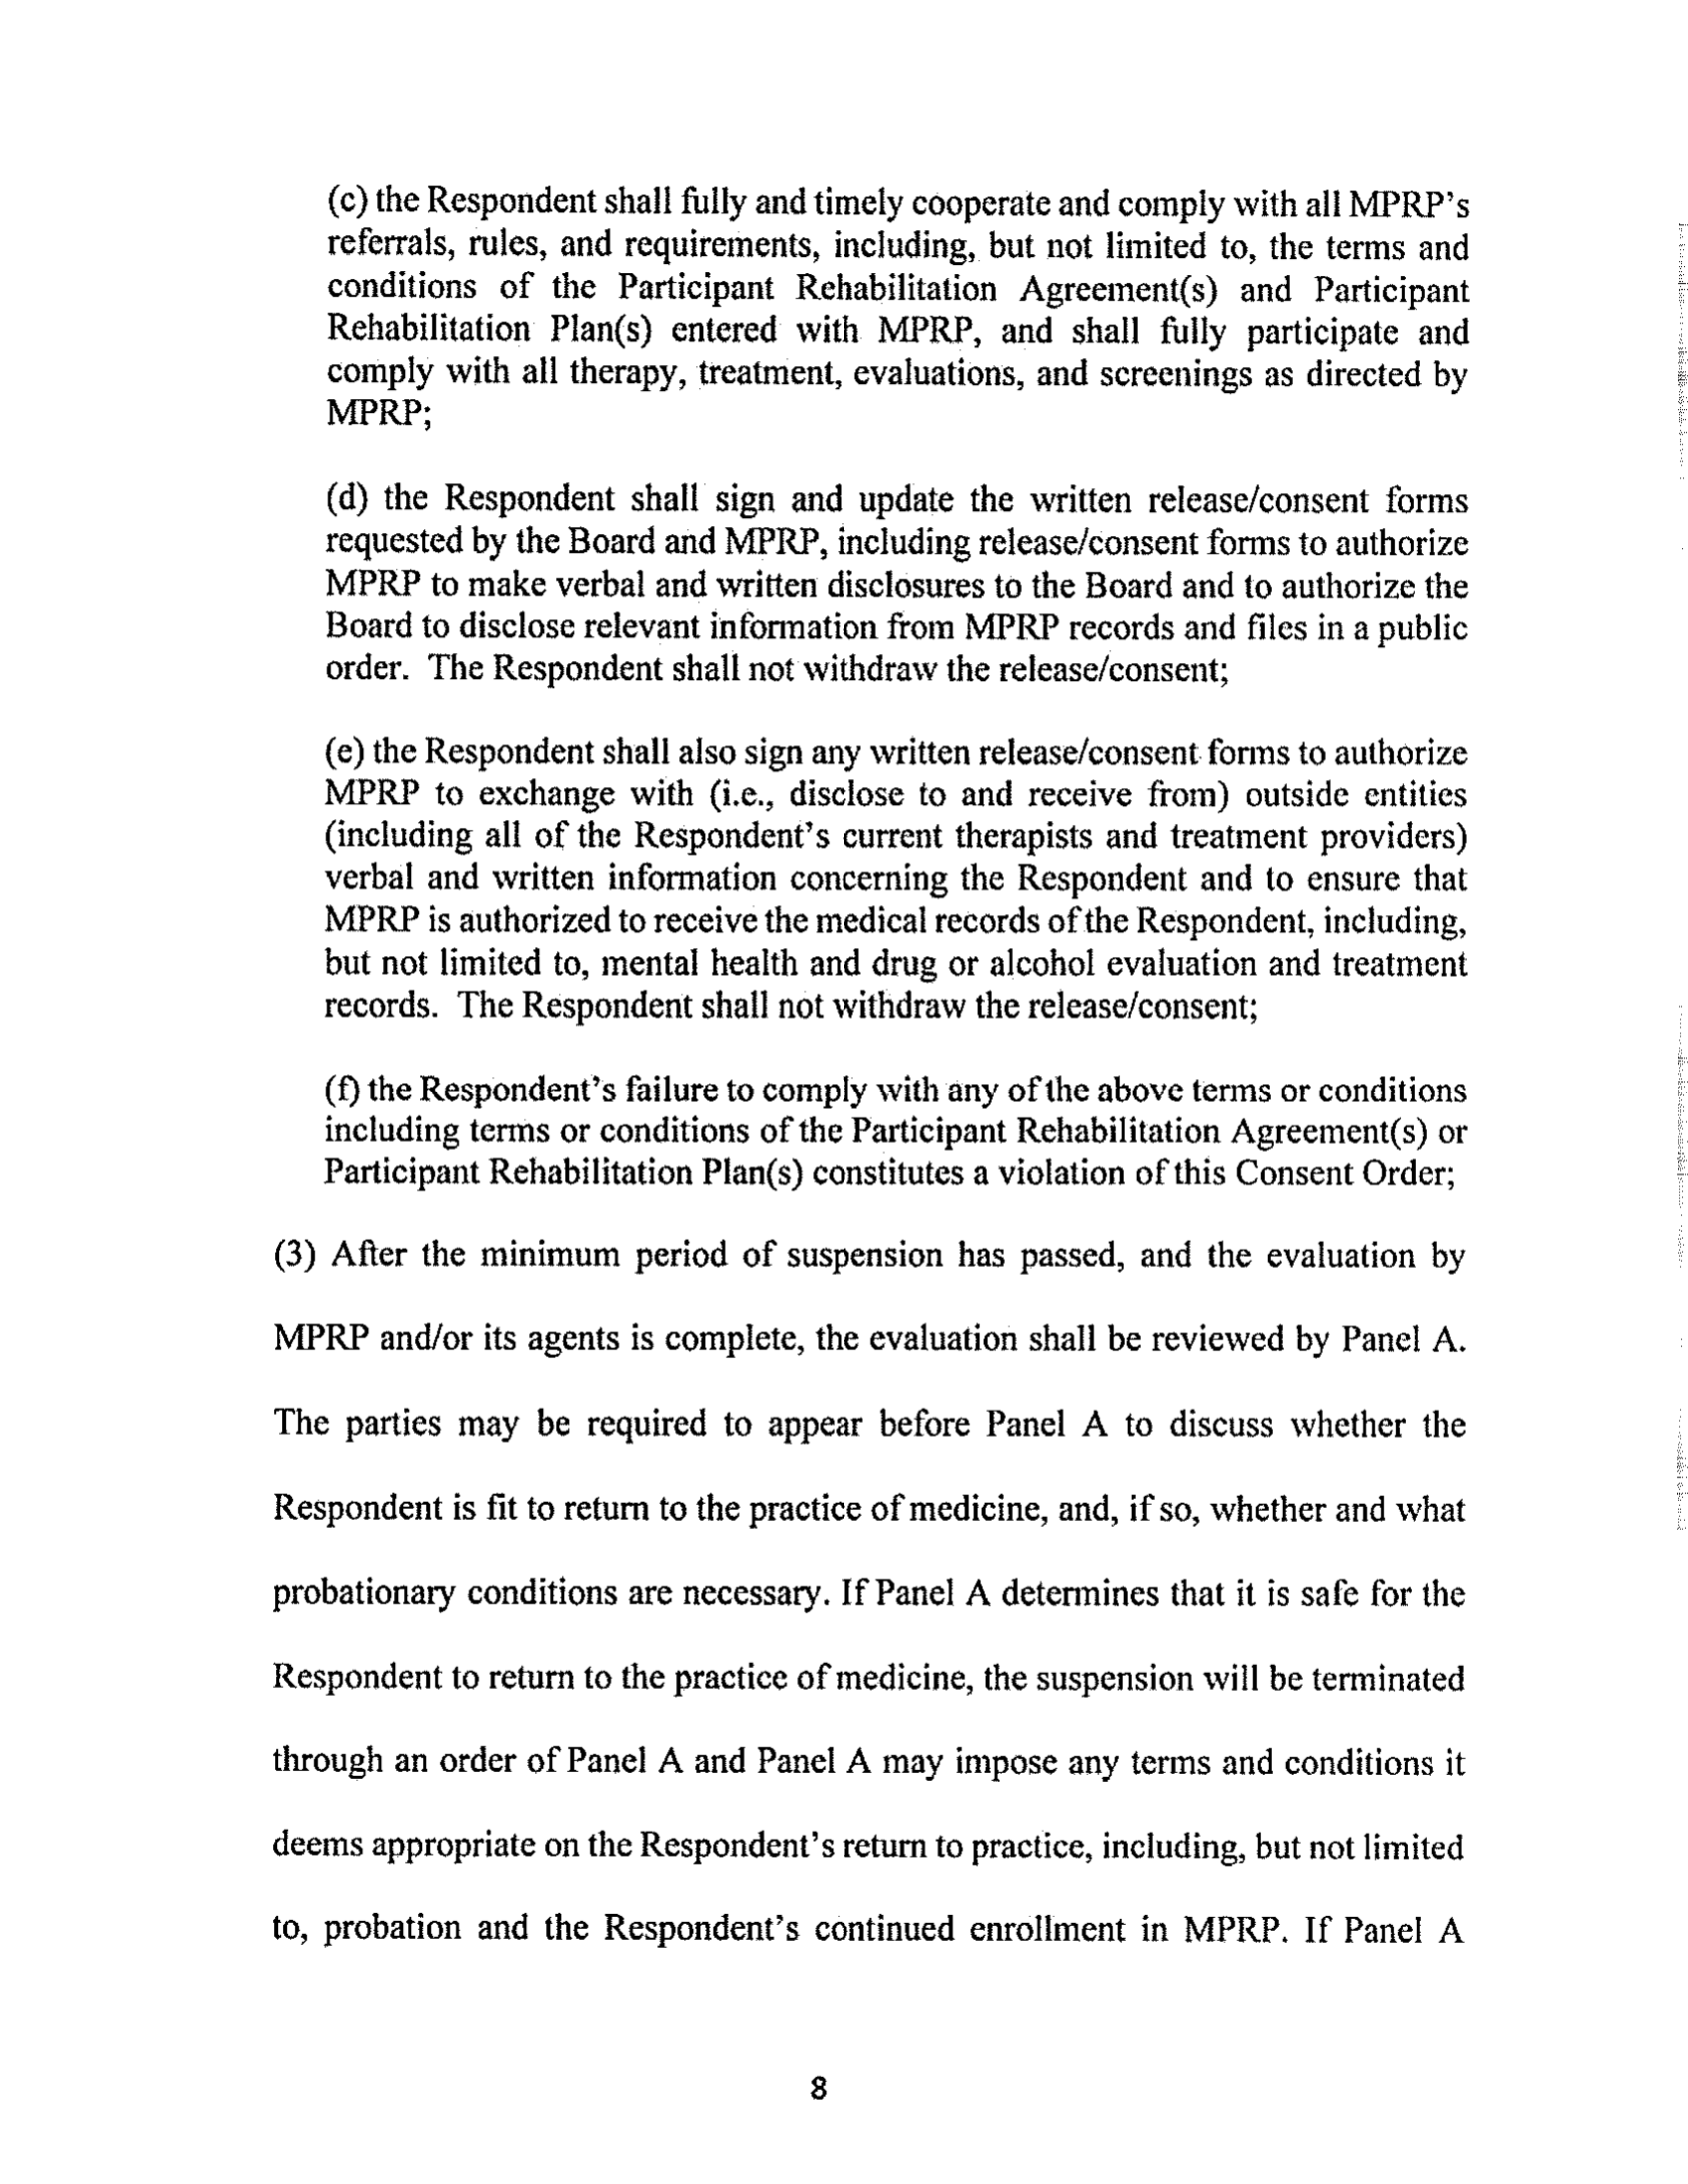 (c) the Respondent shall fully and timely cooperate and comply with all MPRP's
referrals, rules, and requirements, including, but not limited to, the terms and
conditions of the Participant Rehabilitation Agreement(s) and Participant
Rehabilitation Plan(s) entered with MPRP, and shall fully participate and
comply with all therapy, treatment, evaluations, and screenings as directed by
MPRP;
(d) the Respondent shall sign and update the written release/consent forms
requested by the Board and MPRP, including release/consent forms to authorize
MPRP to make verbal and written disclosures to the Board and to authorize the
Board to disclose relevant information from MPRP records and files in a public
order.  The Respondent shall not withdraw the release/consent;
(e) the Respondent shall also sign any written release/consent forms to authorize
MPRP to exchange with (i.e., disclose to and receive from) outside entities
(including all of the Respondent's current therapists and treatment providers)
verbal and written information concerning the Respondent and to ensure that
MPRP is authorized to receive the medical records of the Respondent, including,
but not limited to, mental health and drug or alcohol evaluation and treatment
records.  The Respondent shall not withdraw the release/consent;
(f) the Respondent's failure to comply with any of the above terms or conditions
including terms or conditions of the Participant Rehabilitation Agreement(s) or
Participant Rehabilitation Plan(s) constitutes a violation of this Consent Order;
(3) After the minimum period of suspension has passed, and the evaluation by
MPRP and/or its agents is complete, the evaluation shall be reviewed by Panel A.
The parties may be required to appear before Panel A to discuss whether the
Respondent is fit to return to the practice of medicine, and, if so, whether and what
probationary conditions are necessary. If Panel A determines that it is safe for the
Respondent to return to the practice of medicine, the suspension will be terminated
through an order of Panel A and Panel A may impose any terms and conditions it
deems appropriate on the Respondent's return to practice, including, but not limited
to, probation and the Respondent's continued enrollment in MPRP. If Panel A
8